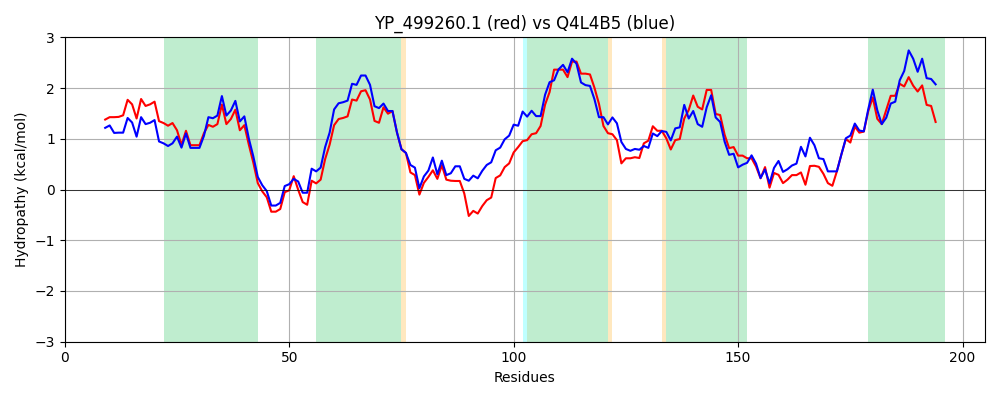 YP_499260.1 (red) vs Q4L4B5 (blue)
Hydropathy (kcal/mol)
3
2
1
0
−1
−2
−3
0 50 100 150 200
Residues